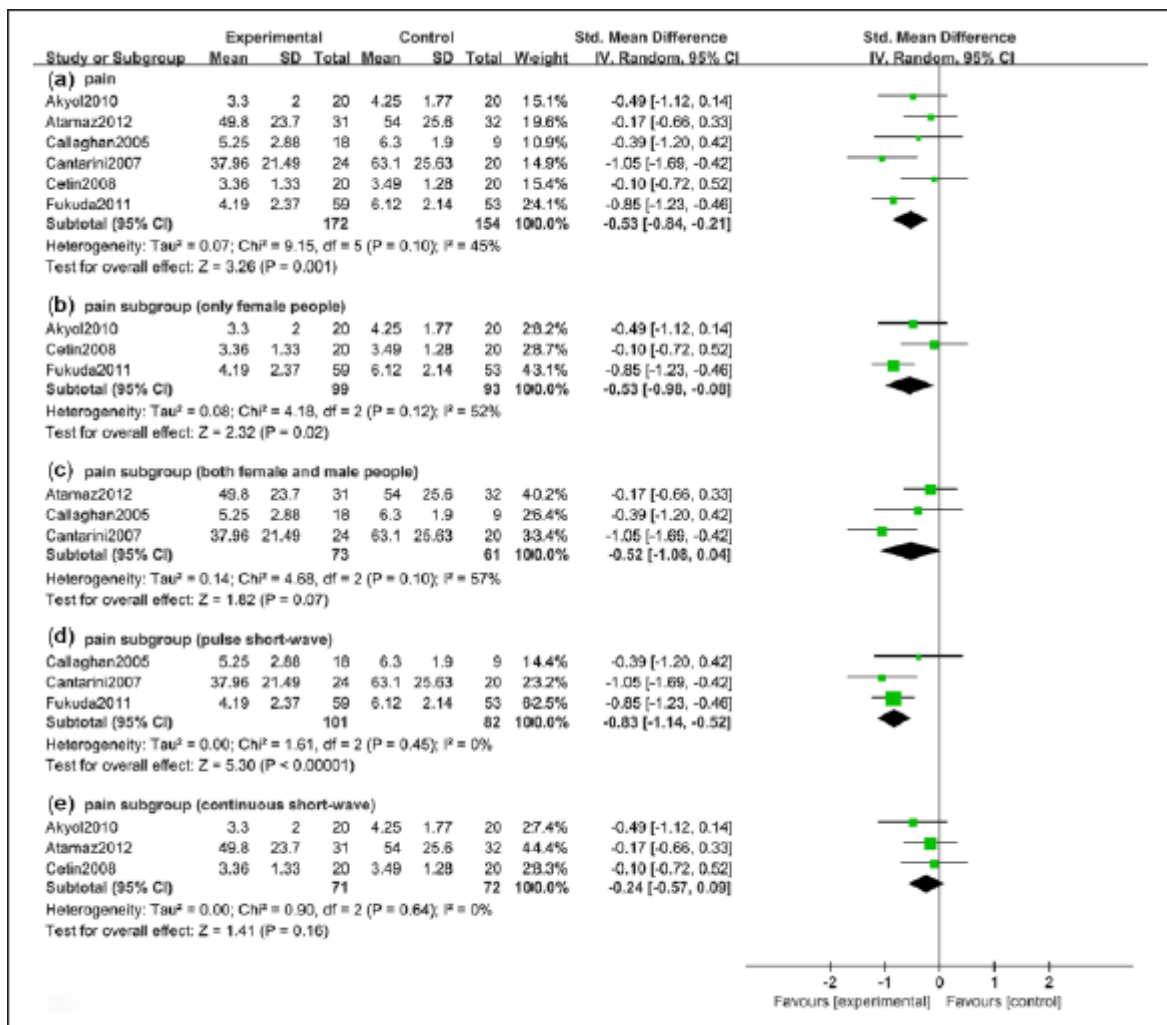 Experimental Control Std. Mean Difference Std. Mean Difference
Study or Subgroup Mean SD Total Mean SD Total Weight IV, Random, 95% CI IV, Random, 95% CI
(a) pain
Akyol2010 3.3 2 20 4.25 1.77 20 15.1% -0.49 [-1.12, 0.14]
Atamaz2012 49.8 23.7 31 54 25.6 32 19.6% -0.17 [-0.66, 0.33]
Callaghan2005 5.25 2.88 18 6.3 1.9 9 10.9% -0.39 [-1.20, 0.42]
Cantarini2007 37.96 21.49 24 63.1 25.63 20 14.9% -1.05 [-1.69, -0.42]
Cetin2008 3.36 1.33 20 3.49 1.28 20 15.4% -0.10 [-0.72, 0.52]
Fukuda2011 4.19 2.37 59 6.12 2.14 53 24.1% -0.85 [-1.23, -0.46]
Subtotal (95% CI) 172 154 100.0% -0.53 [-0.84, -0.21]
Heterogeneity: Tau² = 0.07; Chi² = 9.15, df = 5 (P = 0.10); I² = 45%
Test for overall effect: Z = 3.26 (P = 0.001)
(b) pain subgroup (only female people)
Akyol2010 3.3 2 20 4.25 1.77 20 28.2% -0.49 [-1.12, 0.14]
Cetin2008 3.36 1.33 20 3.49 1.28 20 28.7% -0.10 [-0.72, 0.52]
Fukuda2011 4.19 2.37 59 6.12 2.14 53 43.1% -0.85 [-1.23, -0.46]
Subtotal (95% CI) 99 93 100.0% -0.53 [-0.98, -0.08]
Heterogeneity: Tau² = 0.08; Chi² = 4.18, df = 2 (P = 0.12); I² = 52%
Test for overall effect: Z = 2.32 (P = 0.02)
(c) pain subgroup (both female and male people)
Atamaz2012 49.8 23.7 31 54 25.6 32 40.2% -0.17 [-0.66, 0.33]
Callaghan2005 5.25 2.88 18 6.3 1.9 9 26.4% -0.39 [-1.20, 0.42]
Cantarini2007 37.96 21.49 24 63.1 25.63 20 33.4% -1.05 [-1.69, -0.42]
Subtotal (95% CI) 73 61 100.0% -0.52 [-1.08, 0.04]
Heterogeneity: Tau² = 0.14; Chi² = 4.68, df = 2 (P = 0.10); I² = 57%
Test for overall effect: Z = 1.82 (P = 0.07)
(d) pain subgroup (pulse short-wave)
Callaghan2005 5.25 2.88 18 6.3 1.9 9 14.4% -0.39 [-1.20, 0.42]
Cantarini2007 37.96 21.49 24 63.1 25.63 20 23.2% -1.05 [-1.69, -0.42]
Fukuda2011 4.19 2.37 59 6.12 2.14 53 62.5% -0.85 [-1.23, -0.46]
Subtotal (95% CI) 101 82 100.0% -0.83 [-1.14, -0.52]
Heterogeneity: Tau² = 0.00; Chi² = 1.61, df = 2 (P = 0.45); I² = 0%
Test for overall effect: Z = 5.30 (P < 0.00001)
(e) pain subgroup (continuous short-wave)
Akyol2010 3.3 2 20 4.25 1.77 20 27.4% -0.49 [-1.12, 0.14]
Atamaz2012 49.8 23.7 31 54 25.6 32 44.4% -0.17 [-0.66, 0.33]
Cetin2008 3.36 1.33 20 3.49 1.28 20 28.3% -0.10 [-0.72, 0.52]
Subtotal (95% CI) 71 72 100.0% -0.24 [-0.57, 0.09]
Heterogeneity: Tau² = 0.00; Chi² = 0.90, df = 2 (P = 0.64); I² = 0%
Test for overall effect: Z = 1.41 (P = 0.16)
-2 -1 0 1 2
Favours [experimental] Favours [control]